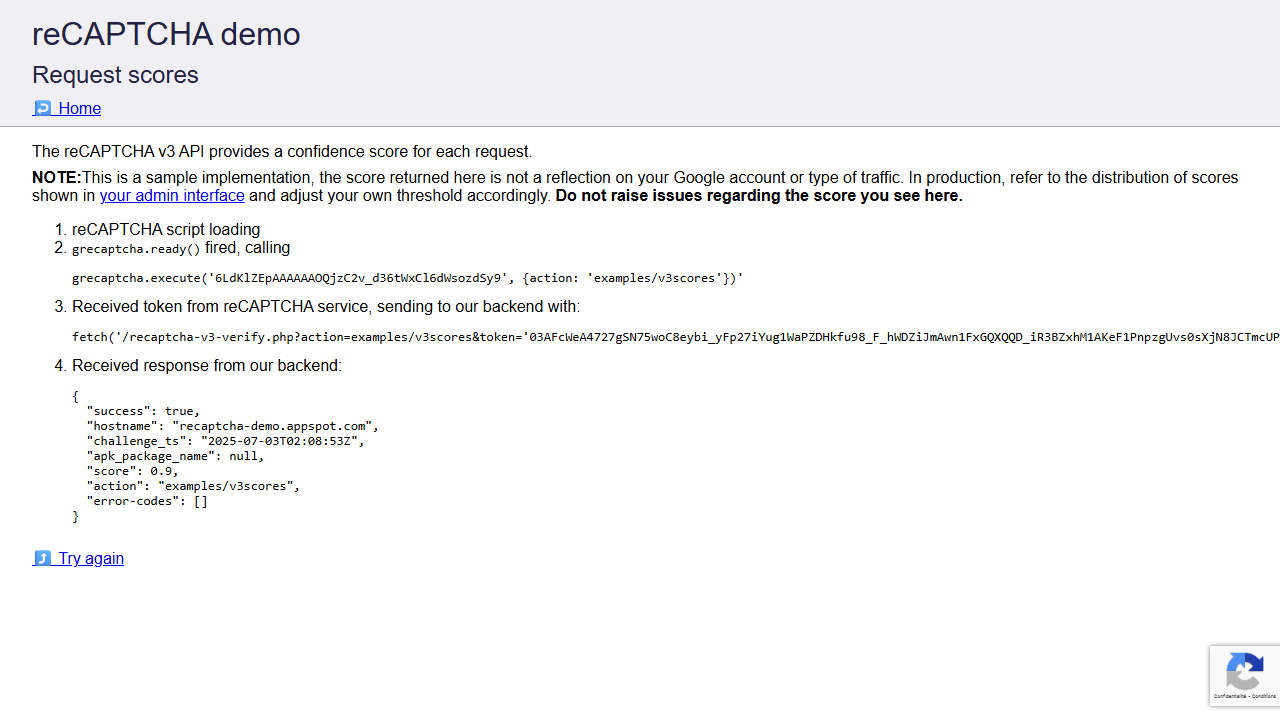 reCAPTCHA demo
Request scores
Home
The reCAPTCHA v3 API provides a confidence score for each request.
NOTE:This is a sample implementation, the score returned here is not a reflection on your Google account or type of traffic. In production, refer to the distribution of scores
shown in your admin interface and adjust your own threshold accordingly. Do not raise issues regarding the score you see here.
1. reCAPTCHA script loading
2. grecaptcha.ready() fired, calling
grecaptcha.execute('6LdKlZEpAAAAAAOQjzC2v_d36tWxCl6dWsozdSy9', {action: 'examples/v3scores'})'
3. Received token from reCAPTCHA service, sending to our backend with:
fetch('/recaptcha-v3-verify.php?action=examples/v3scores&token='03AFcWeA4727gSN75woC8eybi_yFp27iYug1WaPZDHkfu98_F_hWDZiJmAwn1FxGQXQQD_iR3BZxhM1AKeF1PnpzgUvs0sXjN8JCTmcUP
4. Received response from our backend:
{
  "success": true,
  "hostname": "recaptcha-demo.appspot.com",
  "challenge_ts": "2025-07-03T02:08:53Z",
  "apk_package_name": null,
  "score": 0.9,
  "action": "examples/v3scores",
  "error-codes": []
}
Try again
Confidentialité - Conditions